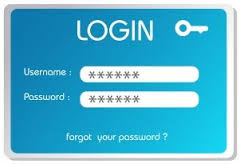 LOGIN
Username : ******
Password : ******
forgot your password ?